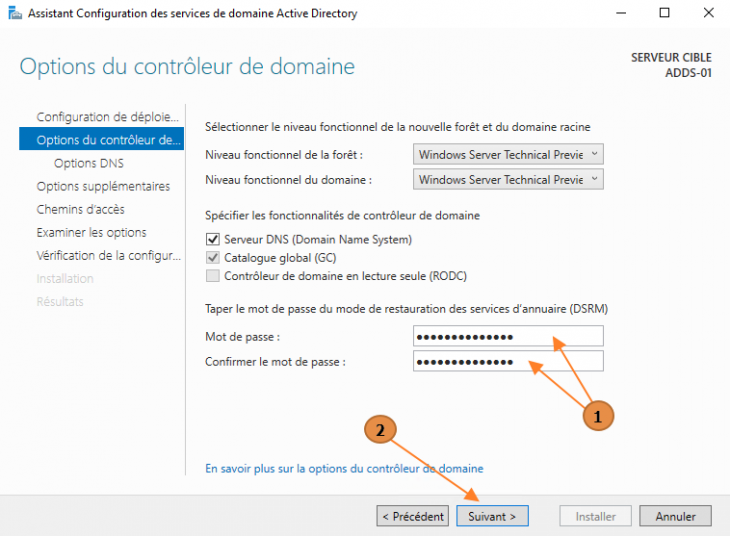 Assistant Configuration des services de domaine Active Directory
Options du contrôleur de domaine
SERVEUR CIBLE
ADDS-01
Configuration de déploie...
Options du contrôleur de...
Options DNS
Options supplémentaires
Chemins d'accès
Examiner les options
Vérification de la configur...
Installation
Résultats
Sélectionner le niveau fonctionnel de la nouvelle forêt et du domaine racine
Niveau fonctionnel de la forêt :
Windows Server Technical Previe
Niveau fonctionnel du domaine :
Windows Server Technical Previe
Spécifier les fonctionnalités de contrôleur de domaine
Serveur DNS (Domain Name System)
Catalogue global (GC)
Contrôleur de domaine en lecture seule (RODC)
Taper le mot de passe du mode de restauration des services d'annuaire (DSRM)
Mot de passe :
••••••••••••••
Confirmer le mot de passe :
••••••••••••••
1
2
En savoir plus sur la options du contrôleur de domaine
< Précédent
Suivant >
Installer
Annuler